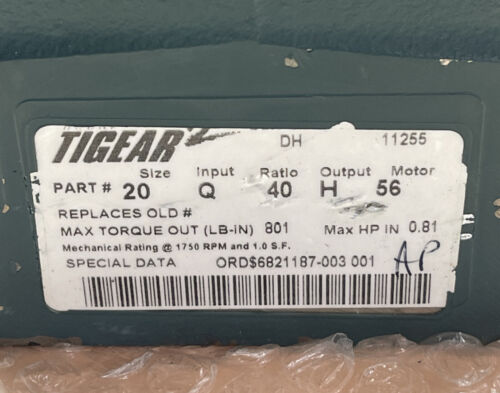 TIGEAR 2 DH 11255
Size Input Ratio Output Motor
PART # 20 Q 40 H 56
REPLACES OLD #
MAX TORQUE OUT (LB-IN) 801 Max HP IN 0.81
Mechanical Rating @ 1750 RPM and 1.0 S.F.
SPECIAL DATA ORD$6821187-003 001
AP